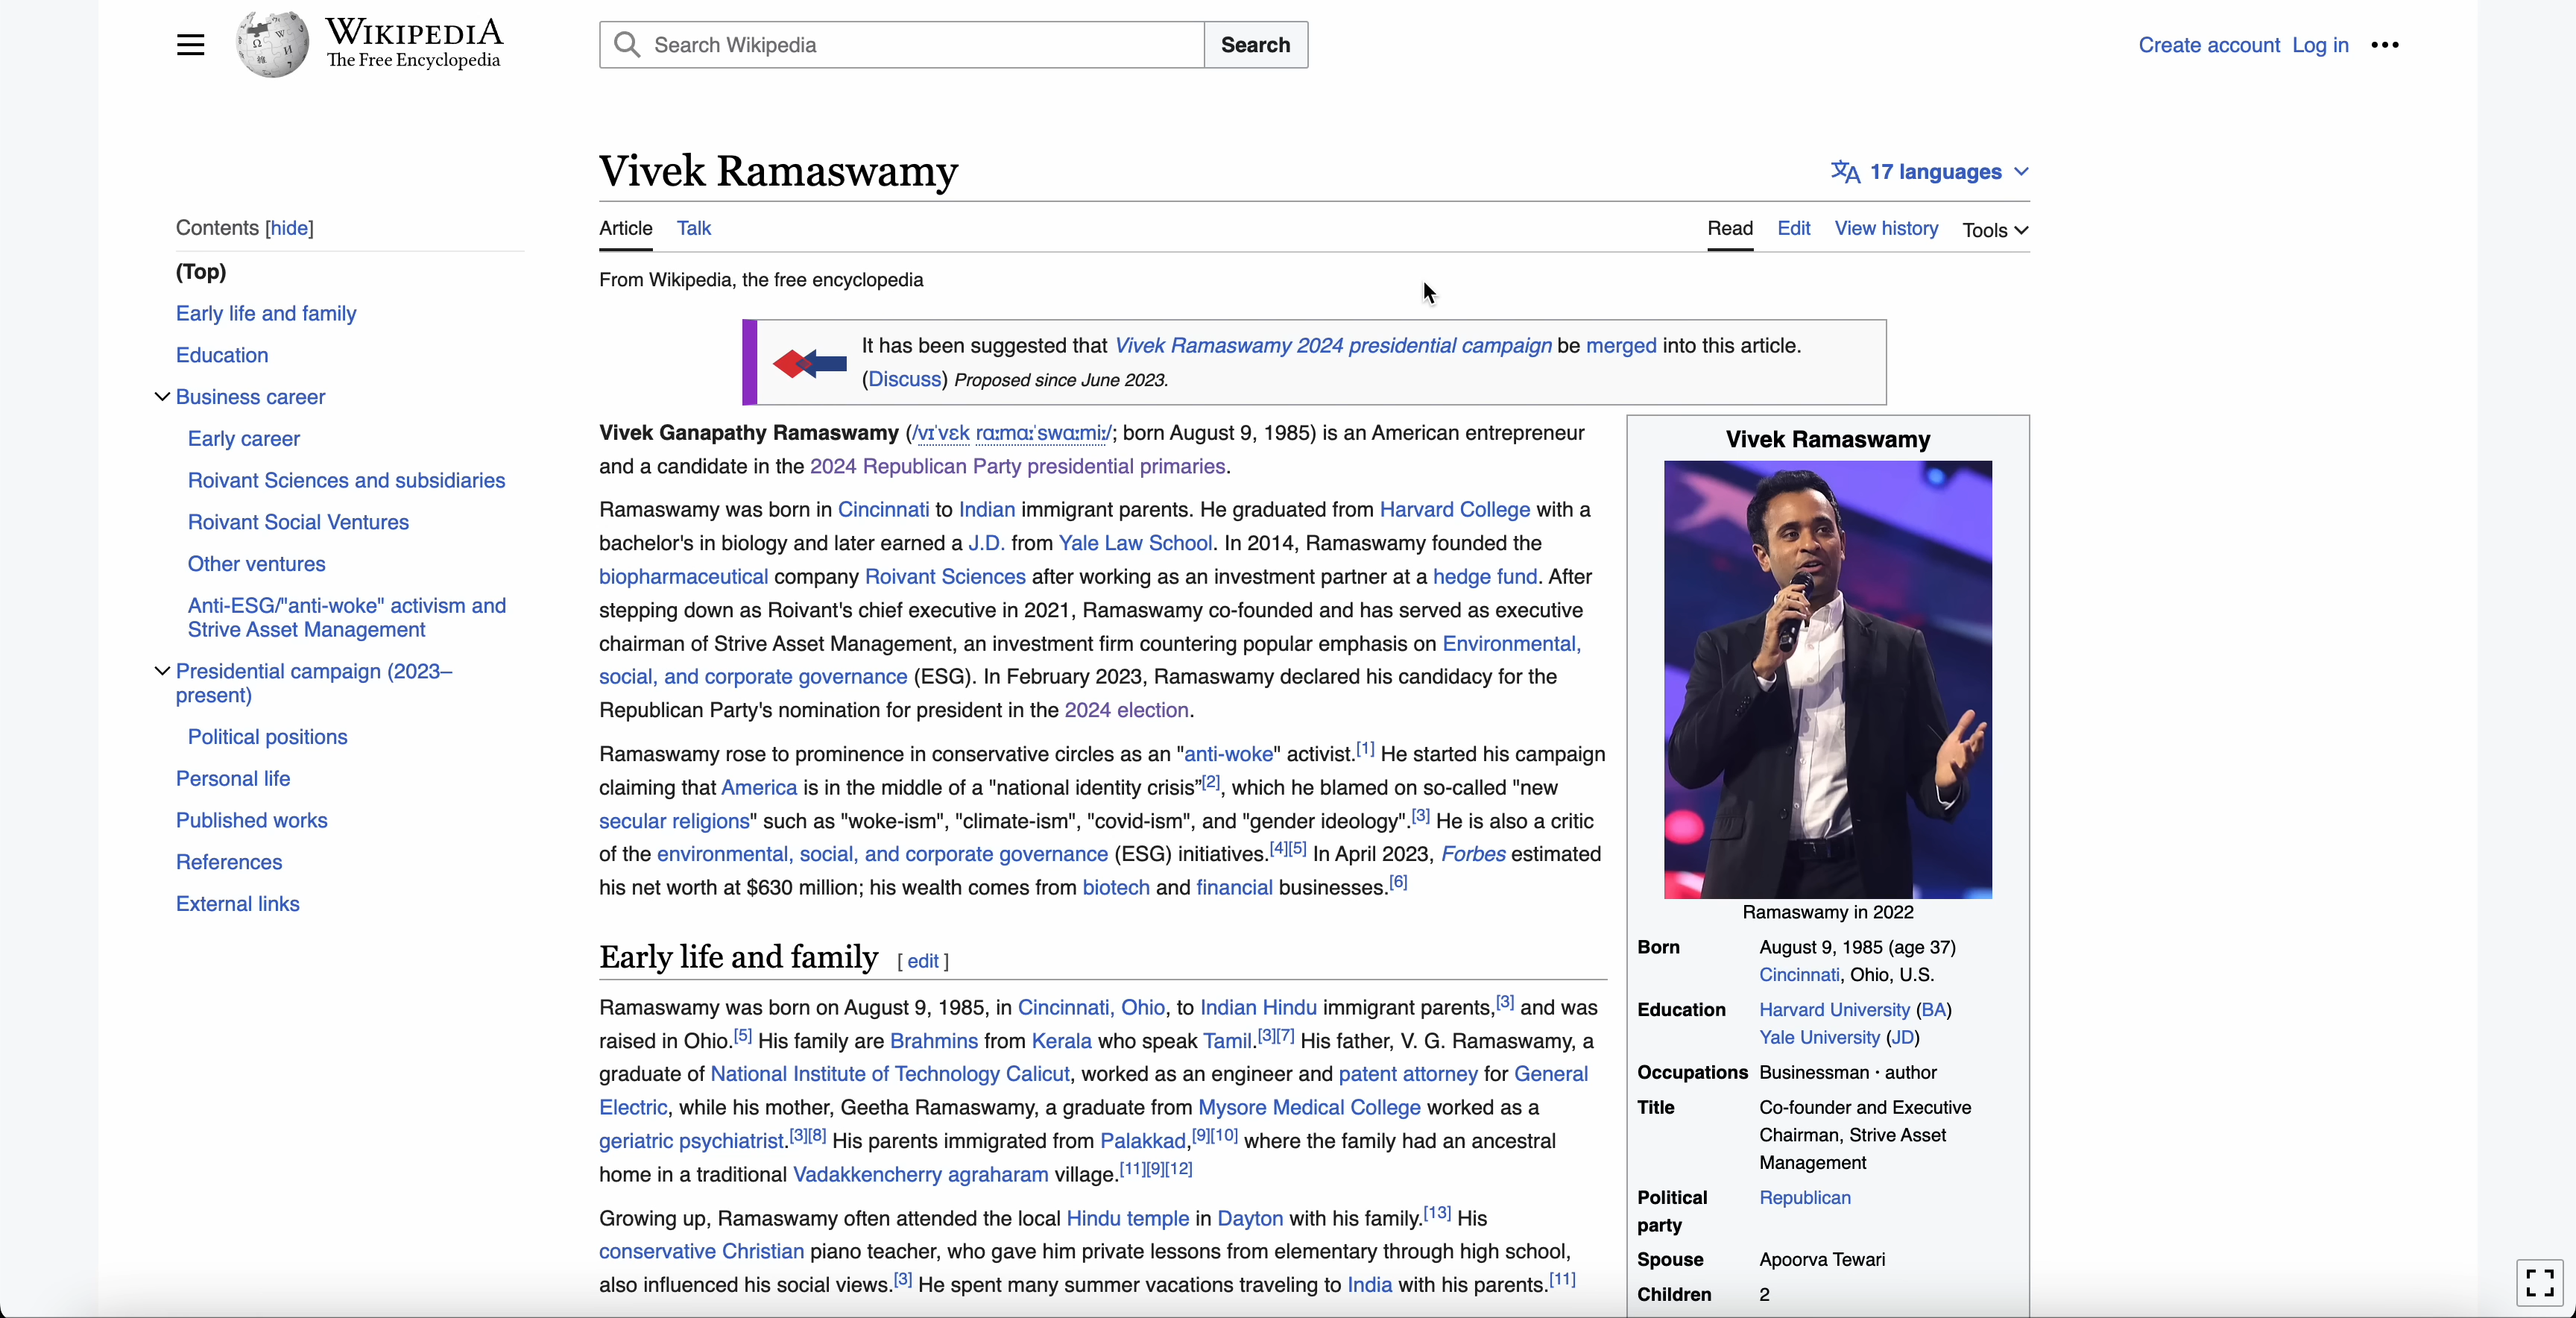 WIKIPEDIA
The Free Encyclopedia
Search Wikipedia
Search
Create account Log in
Vivek Ramaswamy
17 languages
Contents [hide]
(Top)
Early life and family
Education
Business career
Early career
Roivant Sciences and subsidiaries
Roivant Social Ventures
Other ventures
Anti-ESG/"anti-woke" activism and
Strive Asset Management
Presidential campaign (2023–
present)
Political positions
Personal life
Published works
References
External links
Article Talk
Read Edit View history Tools
From Wikipedia, the free encyclopedia
It has been suggested that Vivek Ramaswamy 2024 presidential campaign be merged into this article.
(Discuss) Proposed since June 2023.
Vivek Ganapathy Ramaswamy (/vɪˈvɛk rɑːmɑːˈswɑːmiː/; born August 9, 1985) is an American entrepreneur
and a candidate in the 2024 Republican Party presidential primaries.
Ramaswamy was born in Cincinnati to Indian immigrant parents. He graduated from Harvard College with a
bachelor's in biology and later earned a J.D. from Yale Law School. In 2014, Ramaswamy founded the
biopharmaceutical company Roivant Sciences after working as an investment partner at a hedge fund. After
stepping down as Roivant's chief executive in 2021, Ramaswamy co-founded and has served as executive
chairman of Strive Asset Management, an investment firm countering popular emphasis on Environmental,
social, and corporate governance (ESG). In February 2023, Ramaswamy declared his candidacy for the
Republican Party's nomination for president in the 2024 election.
Ramaswamy rose to prominence in conservative circles as an "anti-woke" activist.[1] He started his campaign
claiming that America is in the middle of a "national identity crisis”[2], which he blamed on so-called "new
secular religions" such as "woke-ism", "climate-ism", "covid-ism", and "gender ideology".[3] He is also a critic
of the environmental, social, and corporate governance (ESG) initiatives.[4][5] In April 2023, Forbes estimated
his net worth at $630 million; his wealth comes from biotech and financial businesses.[6]
Early life and family [ edit ]
Ramaswamy was born on August 9, 1985, in Cincinnati, Ohio, to Indian Hindu immigrant parents,[3] and was
raised in Ohio.[5] His family are Brahmins from Kerala who speak Tamil.[3][7] His father, V. G. Ramaswamy, a
graduate of National Institute of Technology Calicut, worked as an engineer and patent attorney for General
Electric, while his mother, Geetha Ramaswamy, a graduate from Mysore Medical College worked as a
geriatric psychiatrist.[3][8] His parents immigrated from Palakkad,[9][10] where the family had an ancestral
home in a traditional Vadakkencherry agraharam village.[11][9][12]
Growing up, Ramaswamy often attended the local Hindu temple in Dayton with his family.[13] His
conservative Christian piano teacher, who gave him private lessons from elementary through high school,
also influenced his social views.[3] He spent many summer vacations traveling to India with his parents.[11]
Vivek Ramaswamy
Ramaswamy in 2022
Born August 9, 1985 (age 37)
Cincinnati, Ohio, U.S.
Education Harvard University (BA)
Yale University (JD)
Occupations Businessman · author
Title Co-founder and Executive
Chairman, Strive Asset
Management
Political Republican
party
Spouse Apoorva Tewari
Children 2